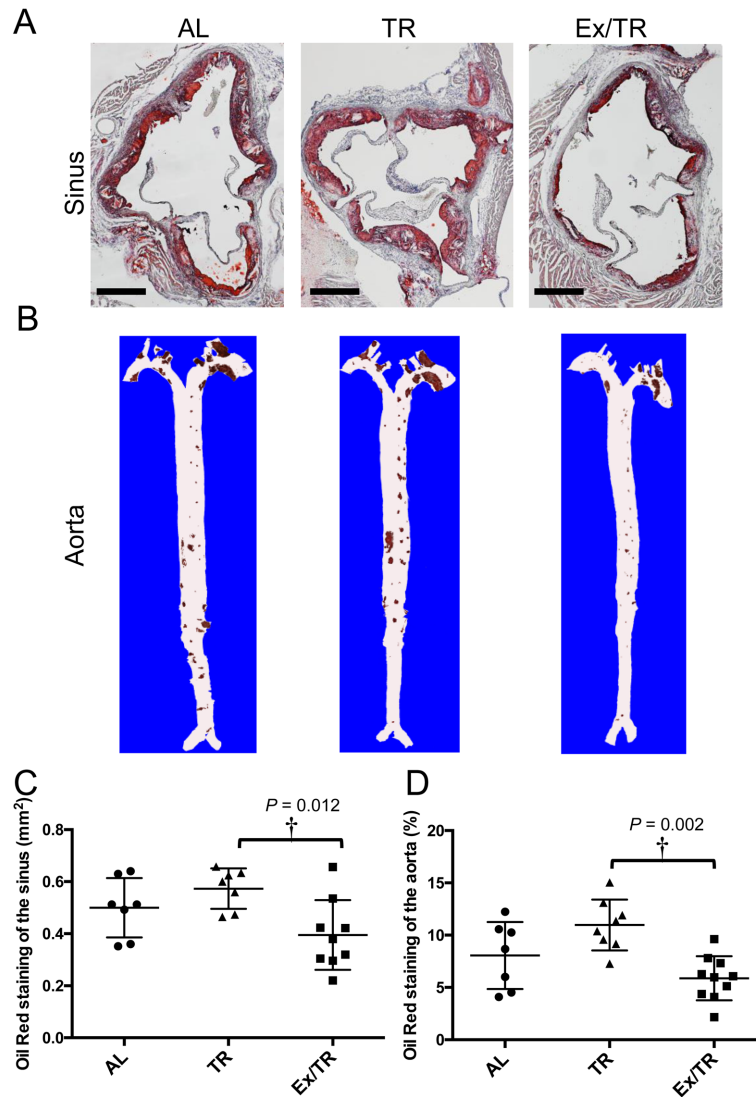 A
AL
TR
Ex/TR
Sinus
B
Aorta
C
D
P = 0.012
†
Oil Red staining of the sinus (mm²)
0.8
0.6
0.4
0.2
0.0
AL
TR
Ex/TR
P = 0.002
†
Oil Red staining of the aorta (%)
20
15
10
5
0
AL
TR
Ex/TR